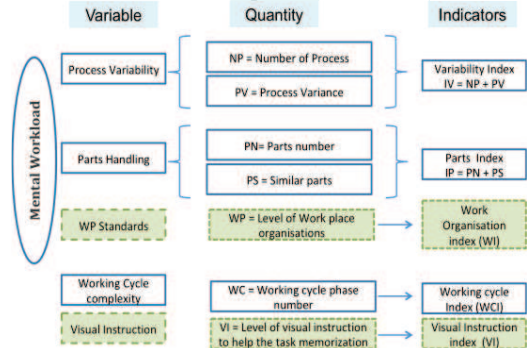 Variable
Quantity
Indicators
Mental Workload
Process Variability
NP = Number of Process
PV = Process Variance
Variability Index
IV = NP + PV
Parts Handling
PN= Parts number
PS = Similar parts
Parts Index
IP = PN + PS
WP Standards
WP = Level of Work place
organisations
Work
Organisation
index (WI)
Working Cycle
complexity
WC = Working cycle phase
number
Working cycle
Index (WCI)
Visual Instruction
VI = Level of visual instruction
to help the task memorization
Visual Instruction
index (VI)